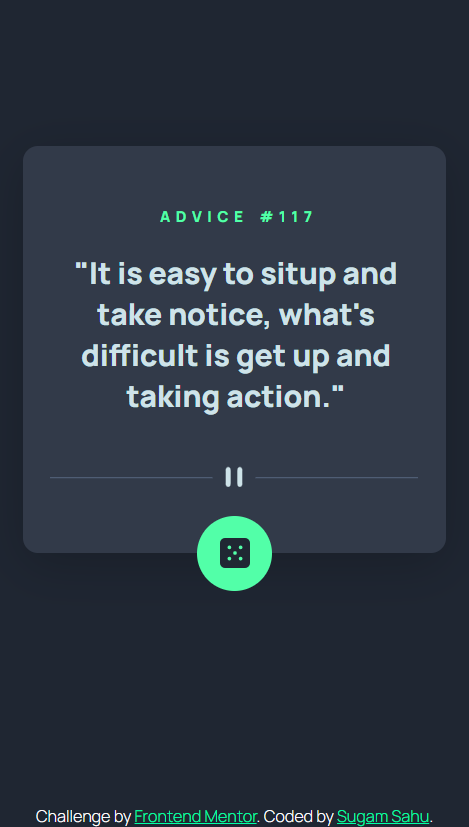 ADVICE #117
"It is easy to situp and
take notice, what's
difficult is get up and
taking action."
Challenge by Frontend Mentor. Coded by Sugam Sahu.